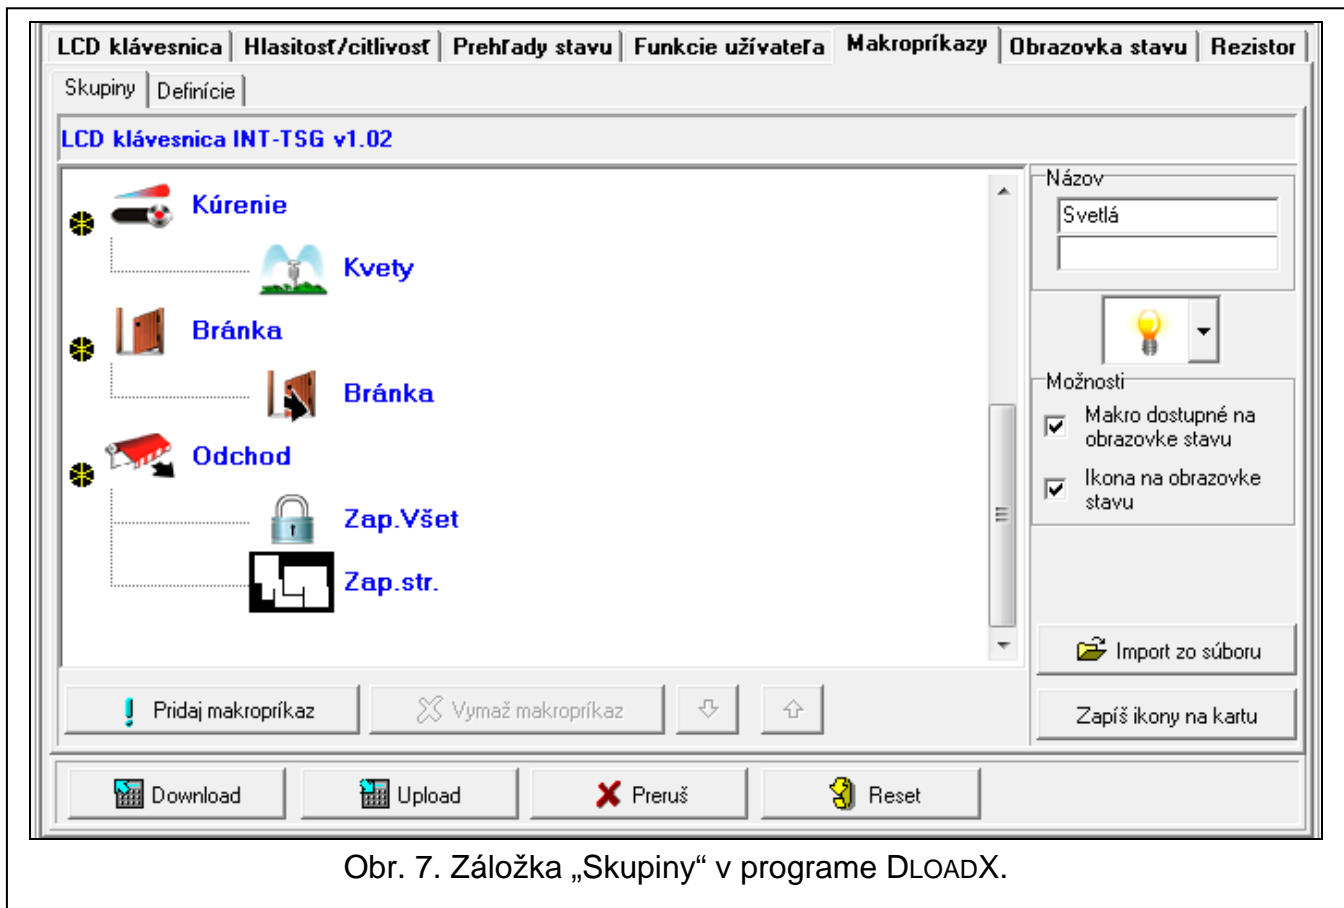 LCD klávesnica Hlasitosť/citlivosť Prehľady stavu Funkcie užívateľa Makropríkazy Obrazovka stavu Rezistor
Skupiny Definície
LCD klávesnica INT-TSG v1.02
Kúrenie
Kvety
Bránka
Bránka
Odchod
Zap.Všet
Zap.str.
Názov
Svetlá
Možnosti
Makro dostupné na
obrazovke stavu
Ikona na obrazovke
stavu
Import zo súboru
Pridaj makropríkaz Vymaž makropríkaz Zapíš ikony na kartu
Download Upload Preruš Reset
Obr. 7. Záložka „Skupiny“ v programe DLOADX.